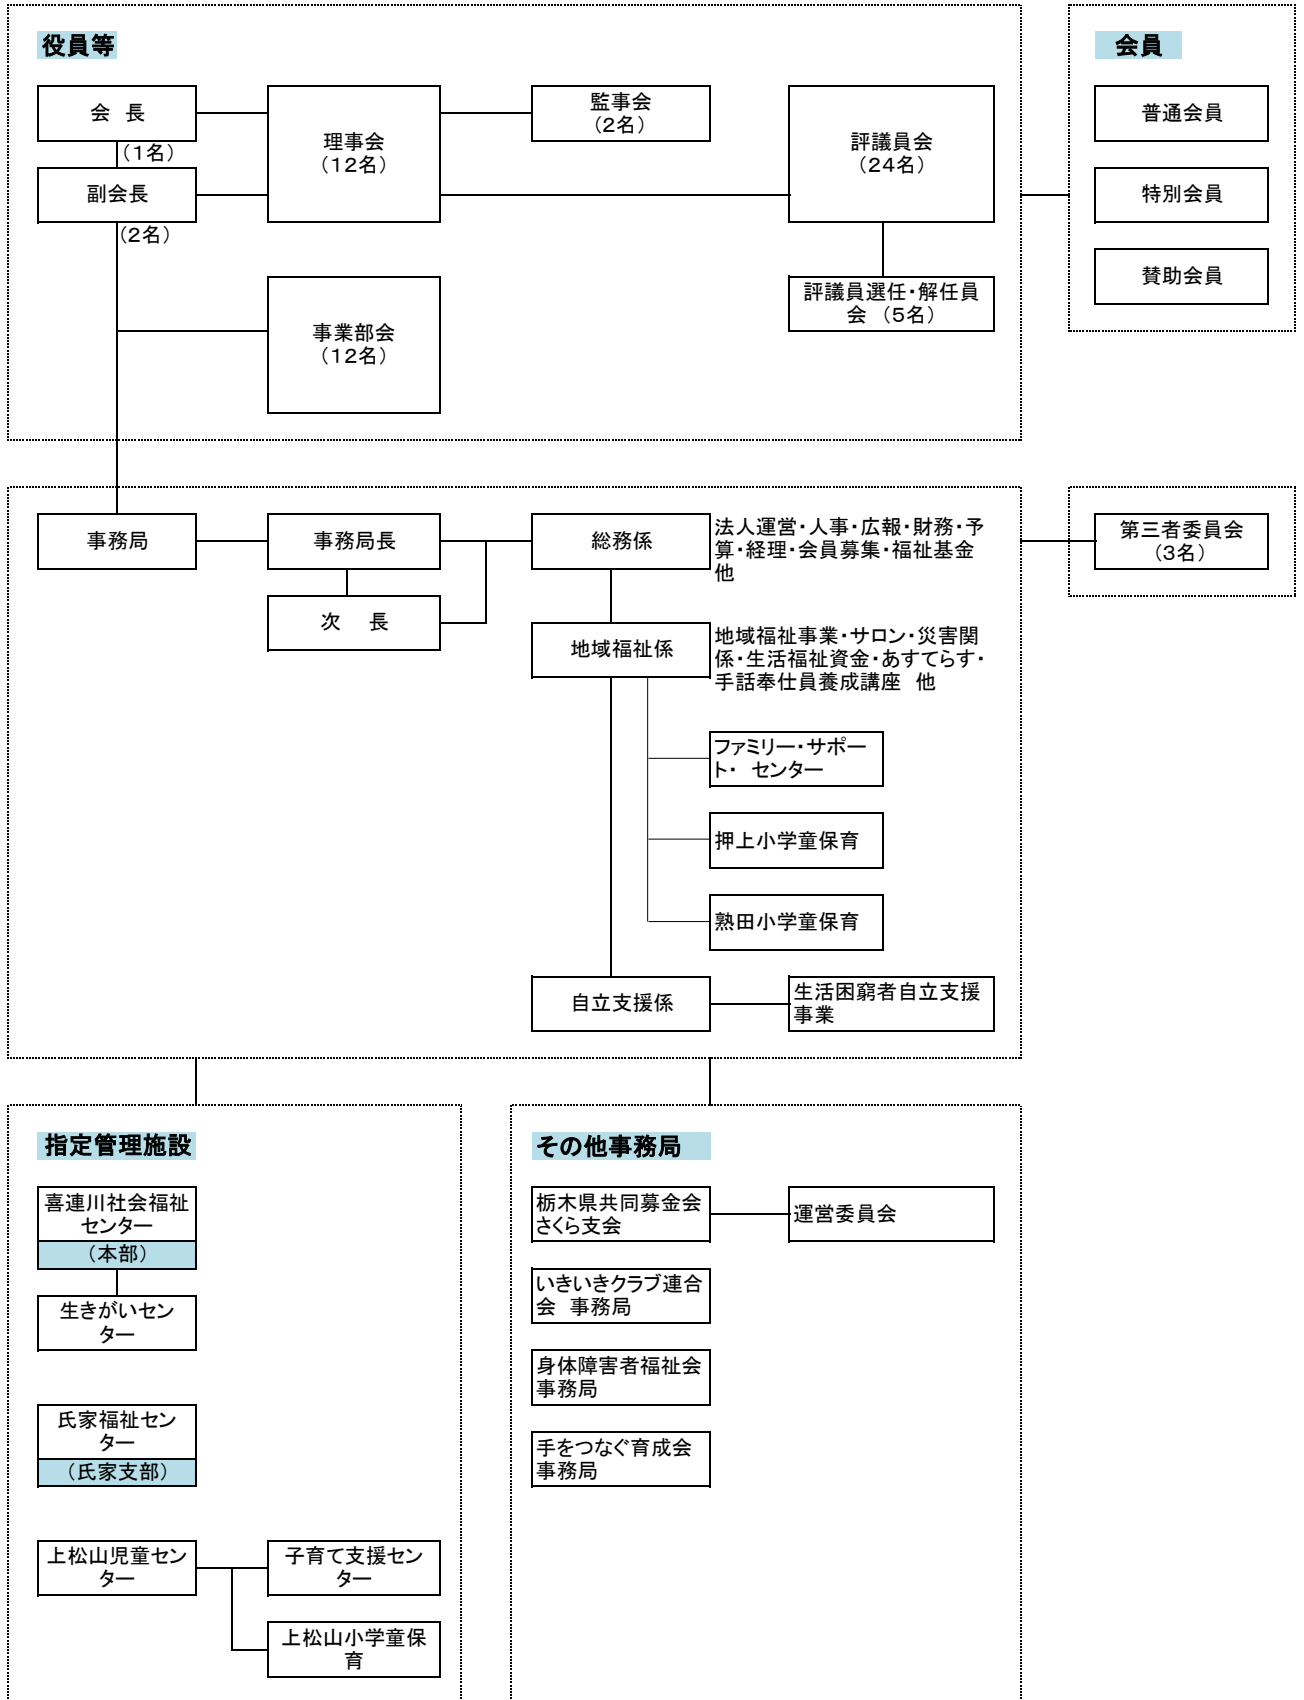 役員等
会　長
（1名）
副会長
（2名）
理事会
（12名）
監事会
（2名）
評議員会
（24名）
評議員選任・解任員
会　（5名）
事業部会
（12名）
会員
普通会員
特別会員
賛助会員
事務局
事務局長
次　　長
総務係
法人運営・人事・広報・財務・予
算・経理・会員募集・福祉基金
他
地域福祉係
地域福祉事業・サロン・災害関
係・生活福祉資金・あすてらす・
手話奉仕員養成講座　他
ファミリー・サポー
ト・　センター
押上小学童保育
熟田小学童保育
自立支援係
生活困窮者自立支援
事業
第三者委員会
（3名）
指定管理施設
喜連川社会福祉
センター
（本部）
生きがいセン
ター
氏家福祉セン
ター
（氏家支部）
上松山児童セン
ター
子育て支援セン
ター
上松山小学童保
育
その他事務局
栃木県共同募金会
さくら支会
運営委員会
いきいきクラブ連合
会　事務局
身体障害者福祉会
事務局
手をつなぐ育成会
事務局